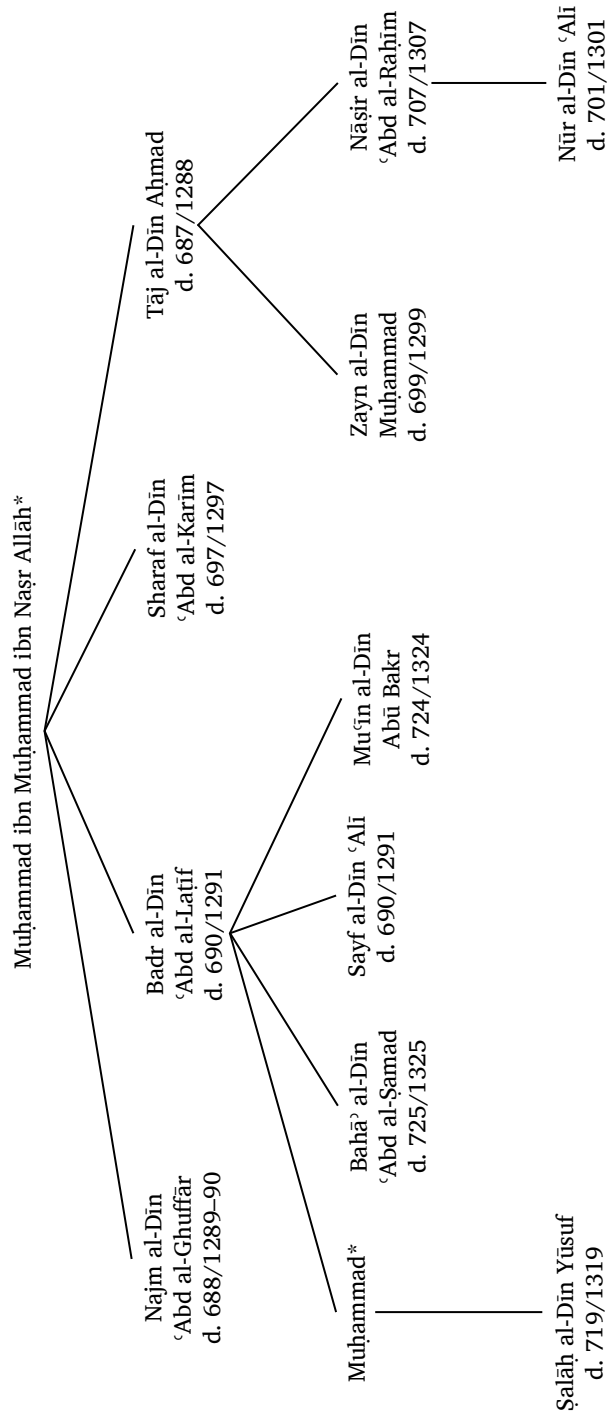 Muḥammad ibn Muḥammad ibn Naṣr Allāh*
Najm al-Dīn
ʿAbd al-Ghuffār
d. 688/1289–90
Badr al-Dīn
ʿAbd al-Laṭīf
d. 690/1291
Sharaf al-Dīn
ʿAbd al-Karīm
d. 697/1297
Tāj al-Dīn Aḥmad
d. 687/1288
Muḥammad*
Bahāʾ al-Dīn
ʿAbd al-Ṣamad
d. 725/1325
Sayf al-Dīn ʿAlī
d. 690/1291
Muʿīn al-Dīn
Abū Bakr
d. 724/1324
Zayn al-Dīn
Muḥammad
d. 699/1299
Nāṣir al-Dīn
ʿAbd al-Raḥīm
d. 707/1307
Ṣalāḥ al-Dīn Yūsuf
d. 719/1319
Nūr al-Dīn ʿAlī
d. 701/1301